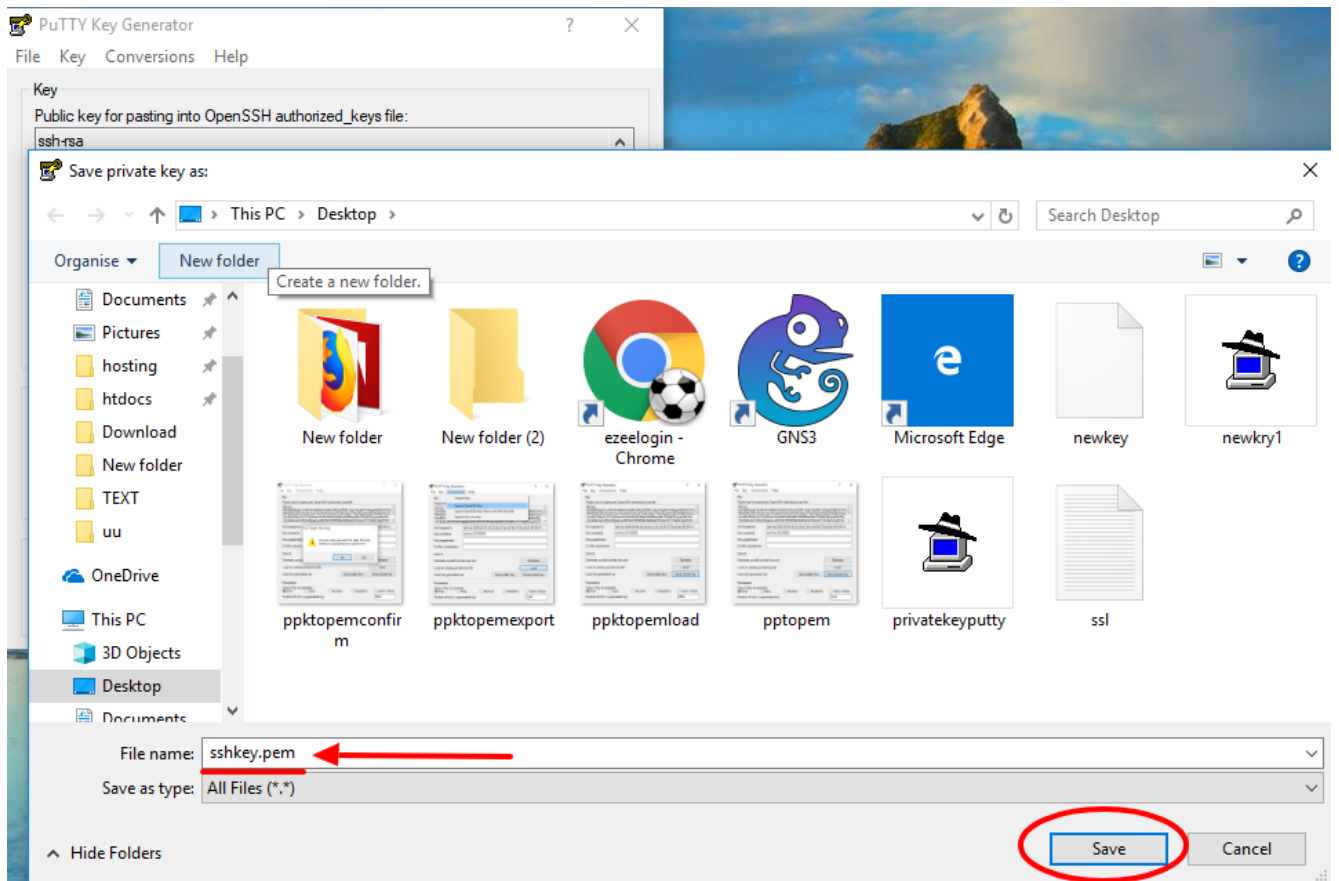 PuTTY Key Generator
?
File Key Conversions Help
Key
Public key for pasting into OpenSSH authorized_keys file:
ssh-rsa
Save private key as:
This PC > Desktop >
Search Desktop
Organise
New folder
?
Create a new folder.
Documents
Pictures
hosting
htdocs
Download
New folder
TEXT
uu
OneDrive
This PC
3D Objects
Desktop
Documents
New folder
New folder (2)
ezeelogin -
Chrome
GNS3
Microsoft Edge
newkey
newkry1
ppktopemconfir
m
ppktopemexport
ppktopemload
pptopem
privatekeyputty
ssl
File name: sshkey.pem
Save as type: All Files (*.*)
Hide Folders
Save
Cancel